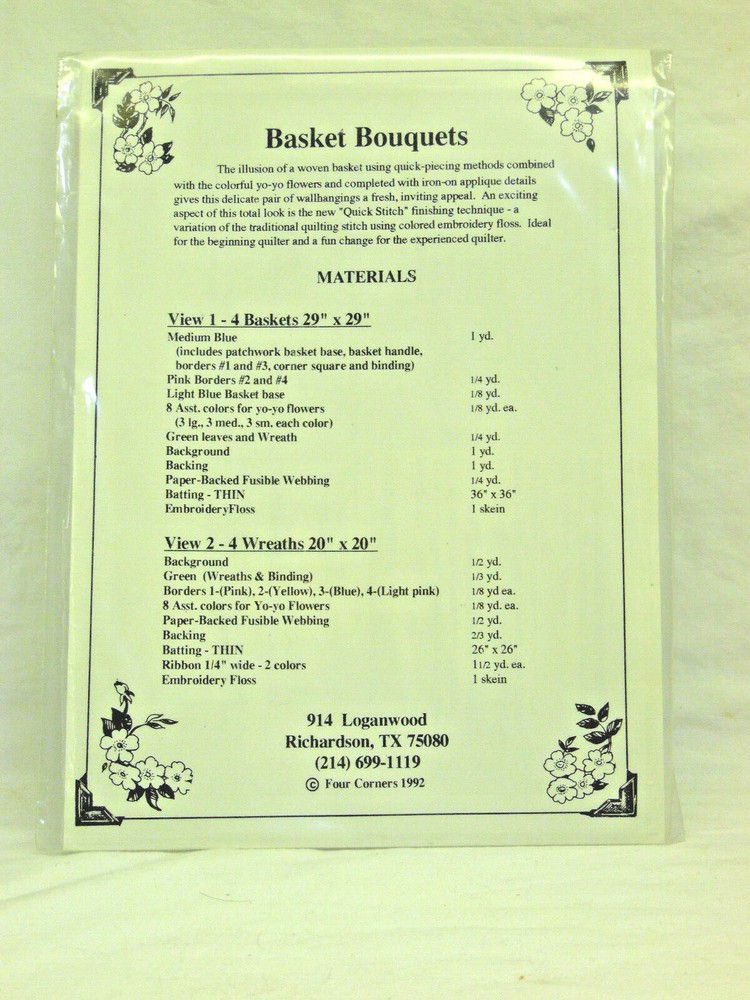 Basket Bouquets
The illusion of a woven basket using quick-piecing methods combined
with the colorful yo-yo flowers and completed with iron-on applique details
gives this delicate pair of wallhangings a fresh, inviting appeal. An exciting
aspect of this total look is the new "Quick Stitch" finishing technique - a
variation of the traditional quilting stitch using colored embroidery floss. Ideal
for the beginning quilter and a fun change for the experienced quilter.
MATERIALS
View 1 - 4 Baskets 29" x 29"
Medium Blue 1 yd.
(includes patchwork basket base, basket handle,
borders #1 and #3, corner square and binding)
Pink Borders #2 and #4 1/4 yd.
Light Blue Basket base 1/8 yd.
8 Asst. colors for yo-yo flowers 1/8 yd. ea.
(3 lg., 3 med., 3 sm. each color)
Green leaves and Wreath 1/4 yd.
Background 1 yd.
Backing 1 yd.
Paper-Backed Fusible Webbing 1/4 yd.
Batting - THIN 36" x 36"
EmbroideryFloss 1 skein
View 2 - 4 Wreaths 20" x 20"
Background 1/2 yd.
Green (Wreaths & Binding) 1/3 yd.
Borders 1-(Pink), 2-(Yellow), 3-(Blue), 4-(Light pink) 1/8 yd ea.
8 Asst. colors for Yo-yo Flowers 1/8 yd. ea.
Paper-Backed Fusible Webbing 1/2 yd.
Backing 2/3 yd.
Batting - THIN 26" x 26"
Ribbon 1/4" wide - 2 colors 1 1/2 yd. ea.
Embroidery Floss 1 skein
914 Loganwood
Richardson, TX 75080
(214) 699-1119
© Four Corners 1992